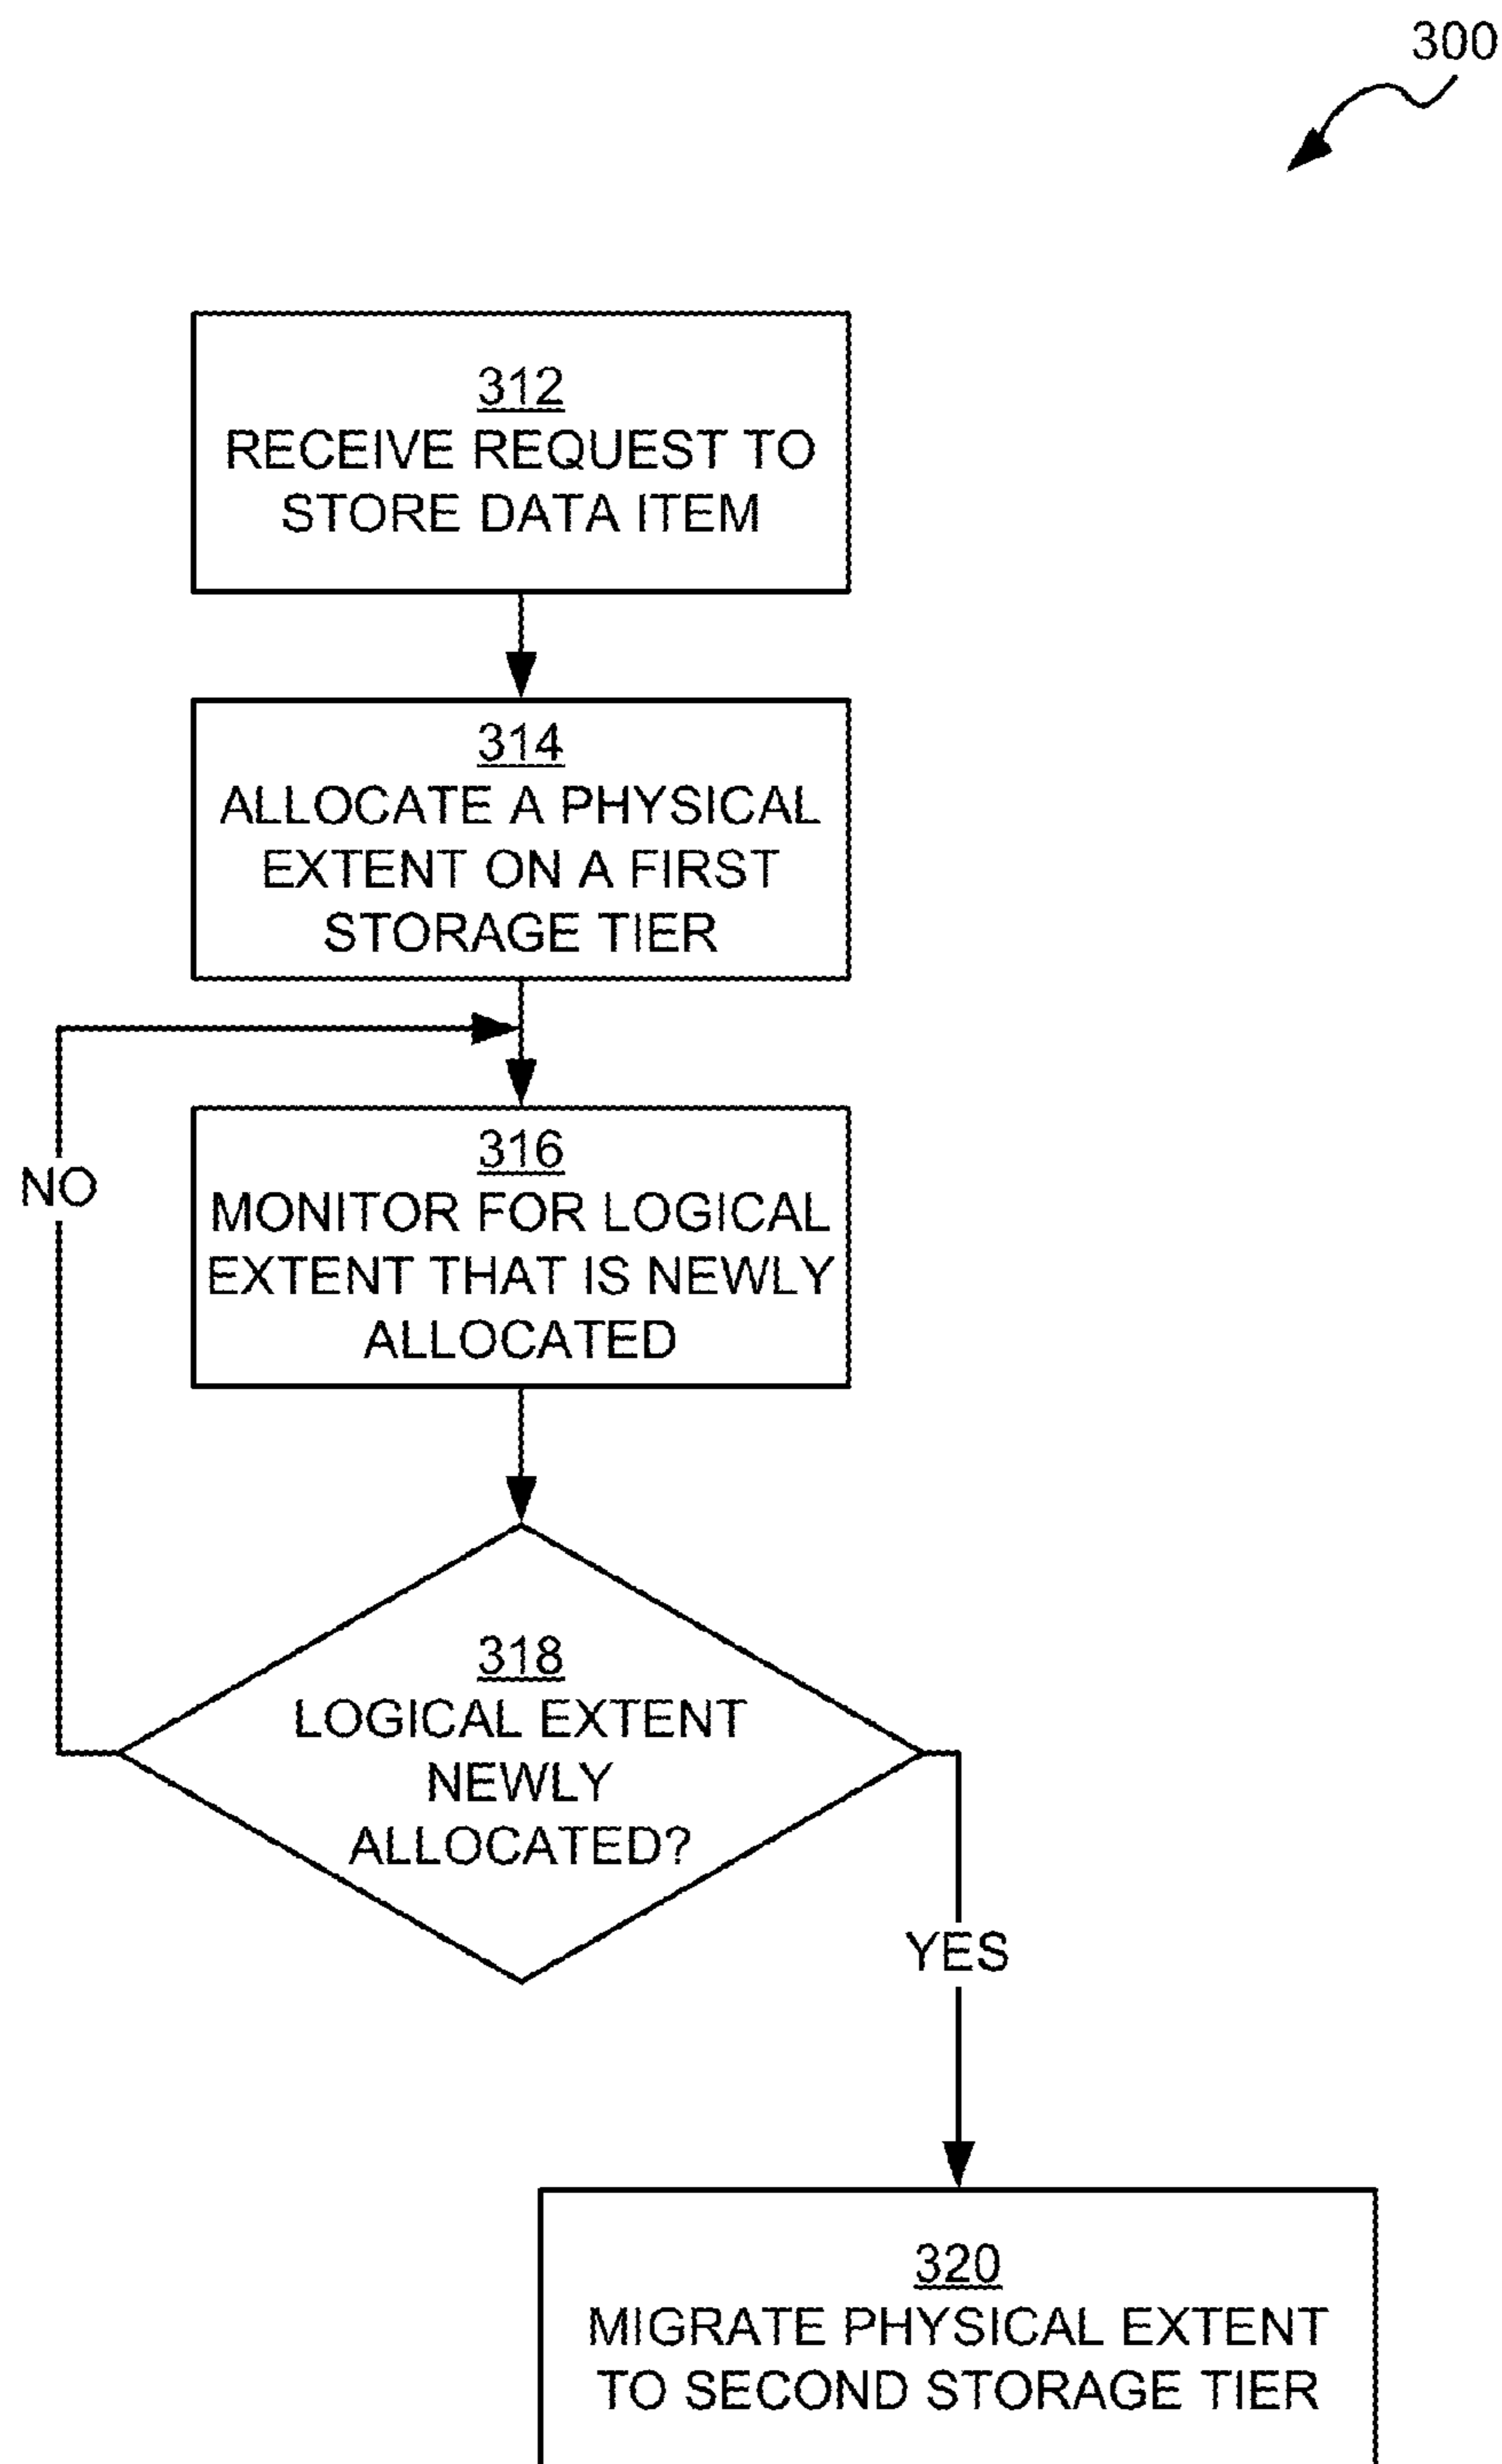 300
312
RECEIVE REQUEST TO
STORE DATA ITEM
314
ALLOCATE A PHYSICAL
EXTENT ON A FIRST
STORAGE TIER
316
MONITOR FOR LOGICAL
EXTENT THAT IS NEWLY
ALLOCATED
NO
318
LOGICAL EXTENT
NEWLY
ALLOCATED?
YES
320
MIGRATE PHYSICAL EXTENT
TO SECOND STORAGE TIER